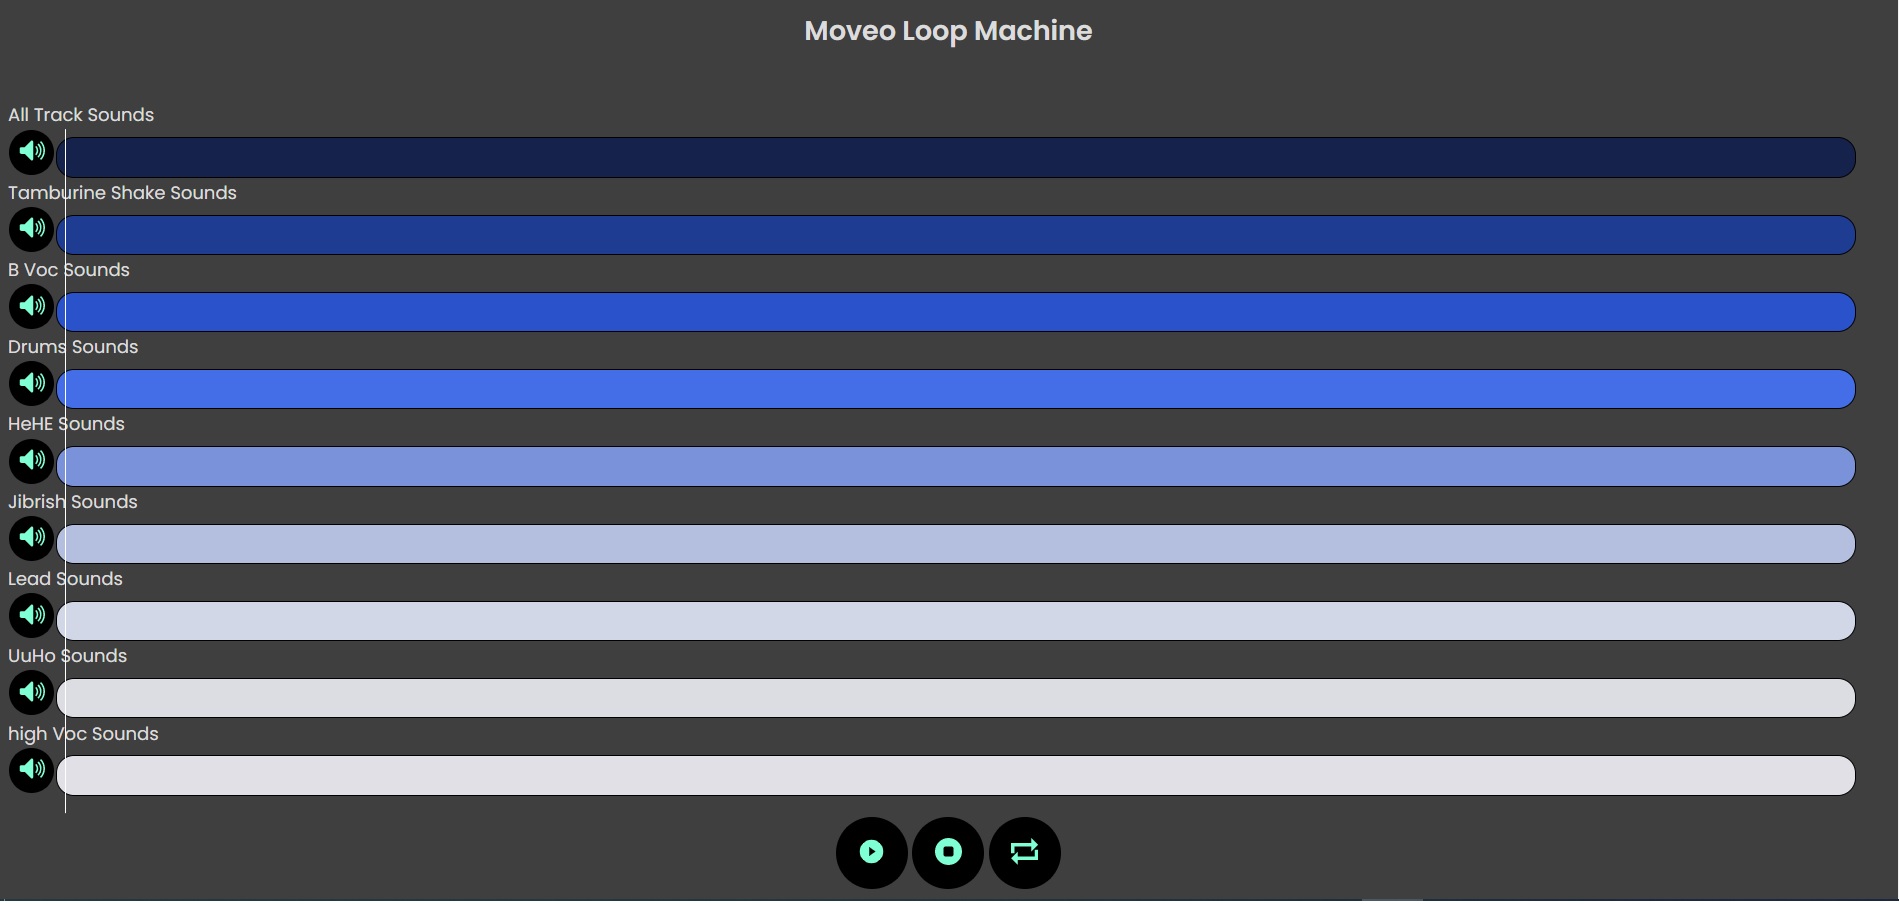 Moveo Loop Machine
All Track Sounds
Tamburine Shake Sounds
B Voc Sounds
Drums Sounds
HeHE Sounds
Jibrish Sounds
Lead Sounds
UuHo Sounds
high Voc Sounds